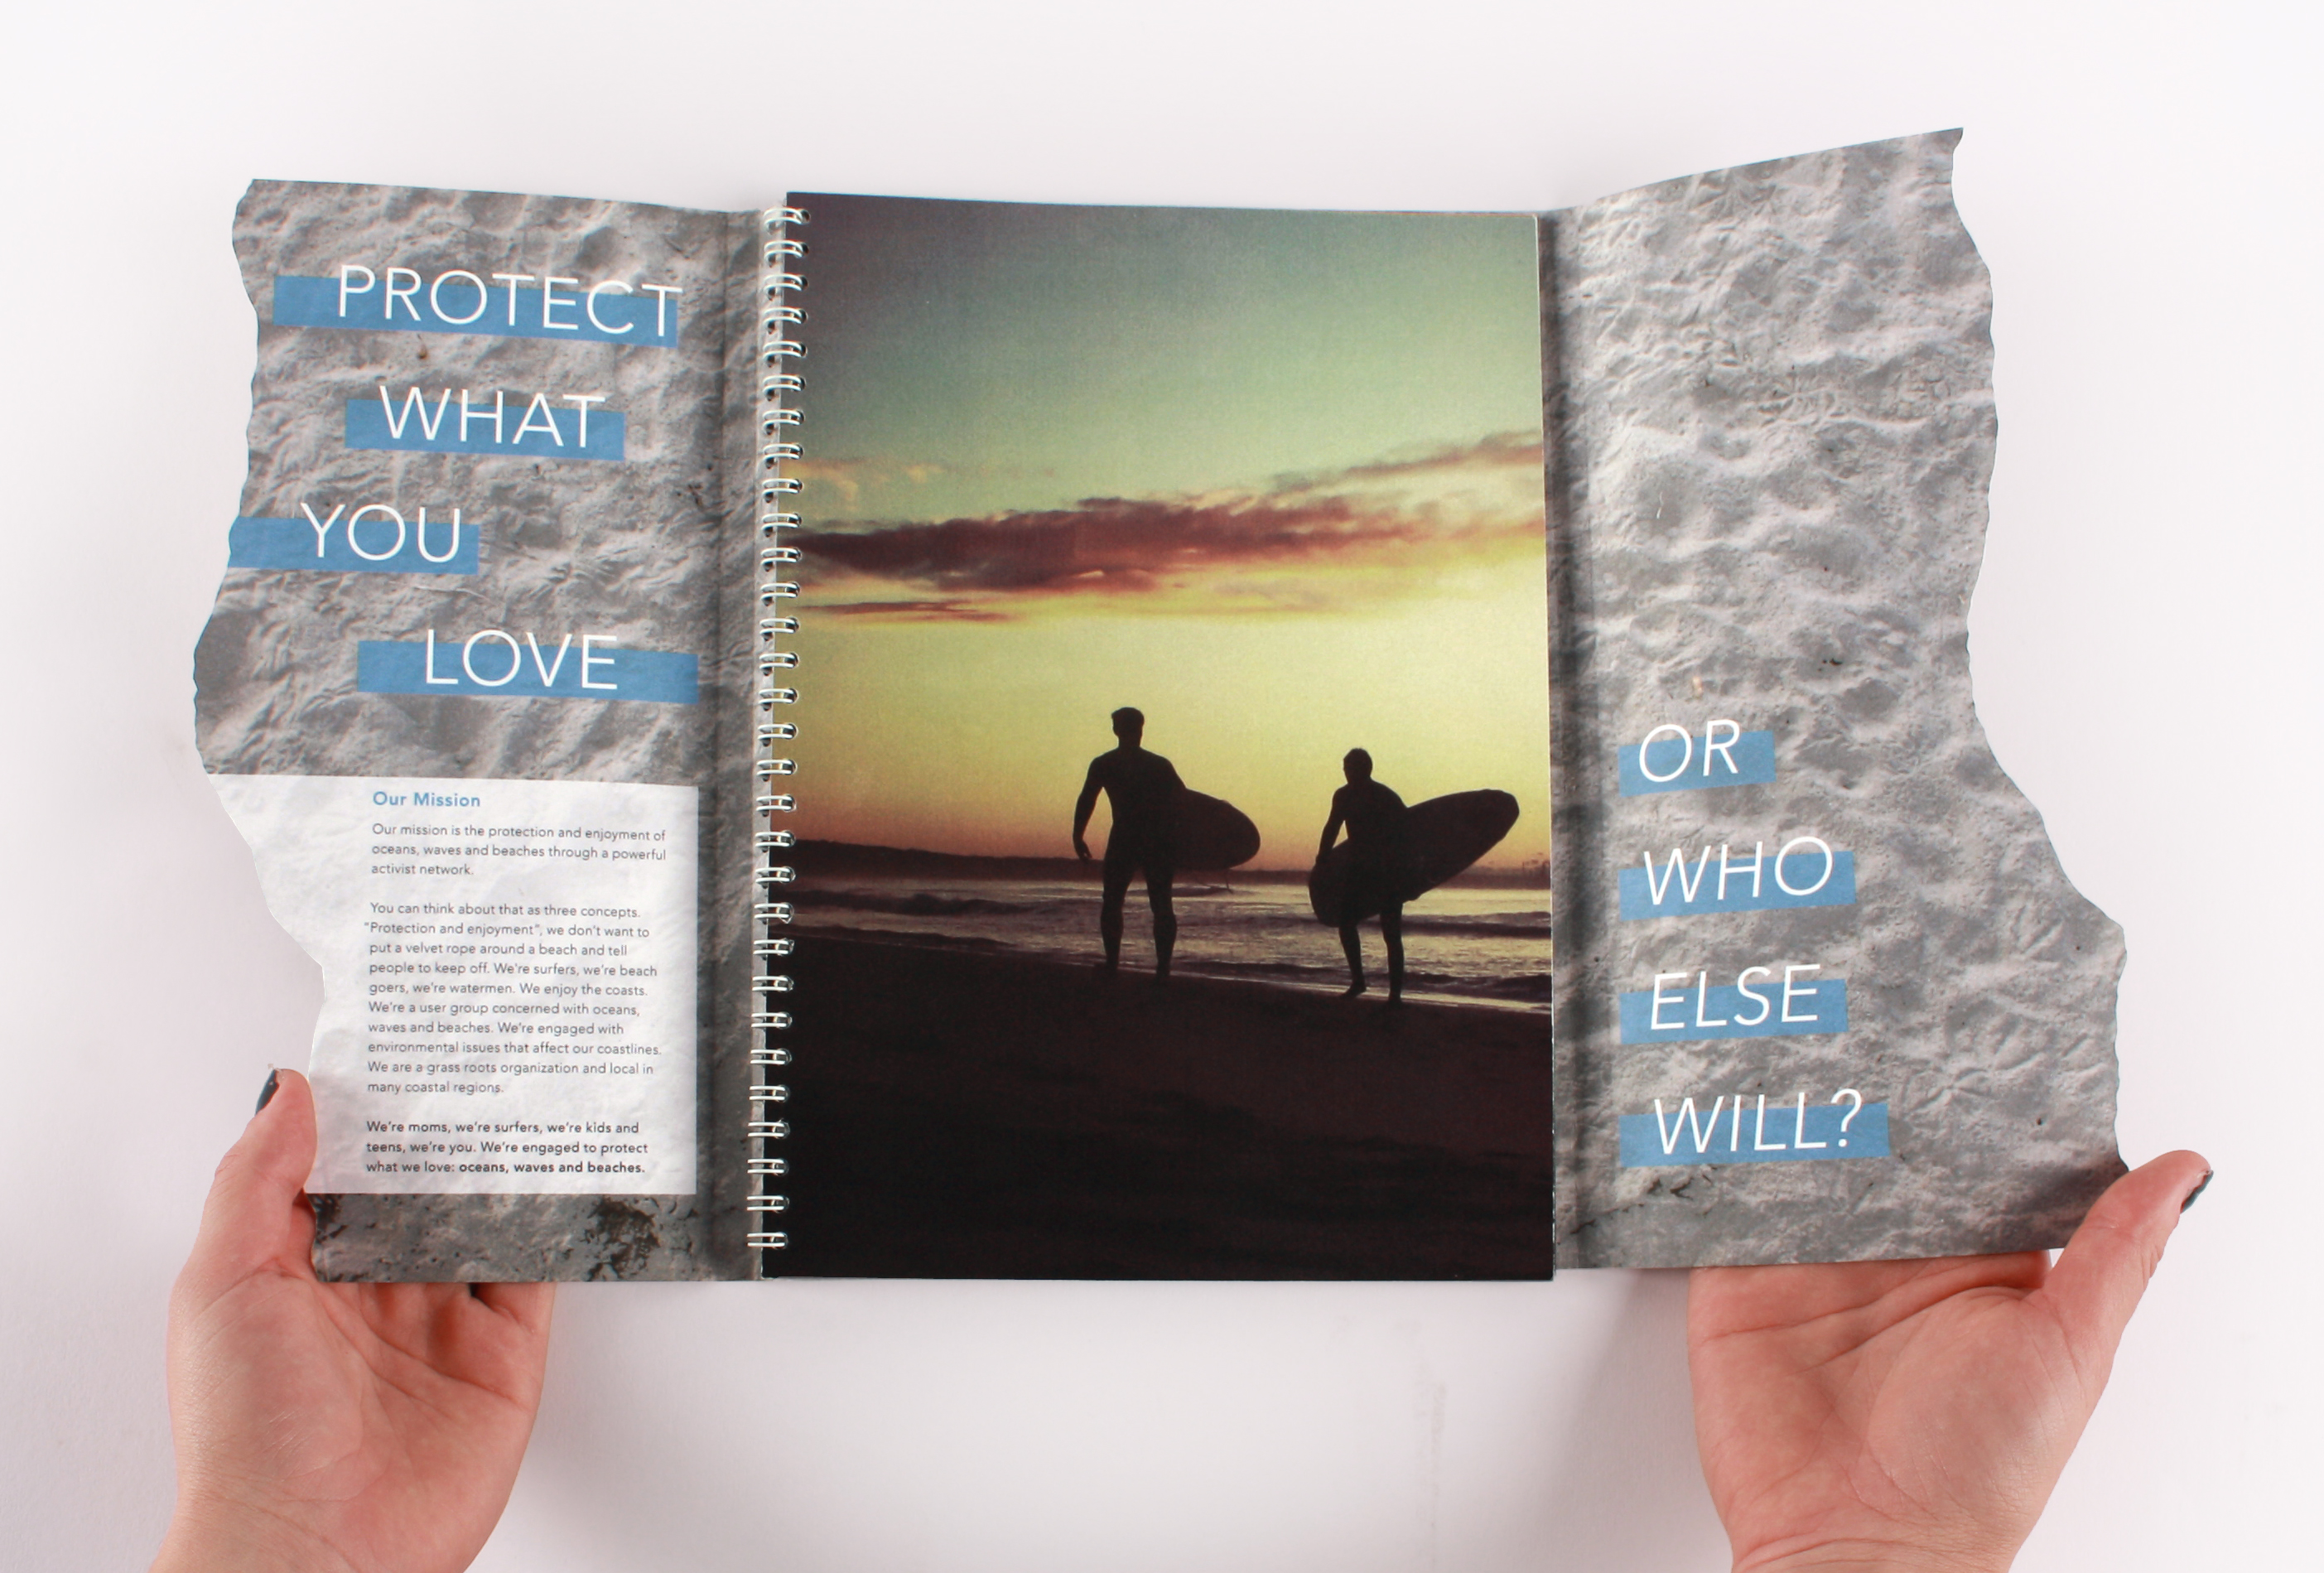 PROTECT
WHAT
YOU
LOVE
Our Mission
Our mission is the protection and enjoyment of
oceans, waves and beaches through a powerful
activist network.
You can think about that as three concepts.
"Protection and enjoyment", we don't want to
put a velvet rope around a beach and tell
people to keep off. We're surfers, we're beach
goers, we're watermen. We enjoy the coasts.
We're a user group concerned with oceans,
waves and beaches. We're engaged with
environmental issues that affect our coastlines.
We are a grass roots organization and local in
many coastal regions.
We're moms, we're surfers, we're kids and
teens, we're you. We're engaged to protect
what we love: oceans, waves and beaches.
OR
WHO
ELSE
WILL?